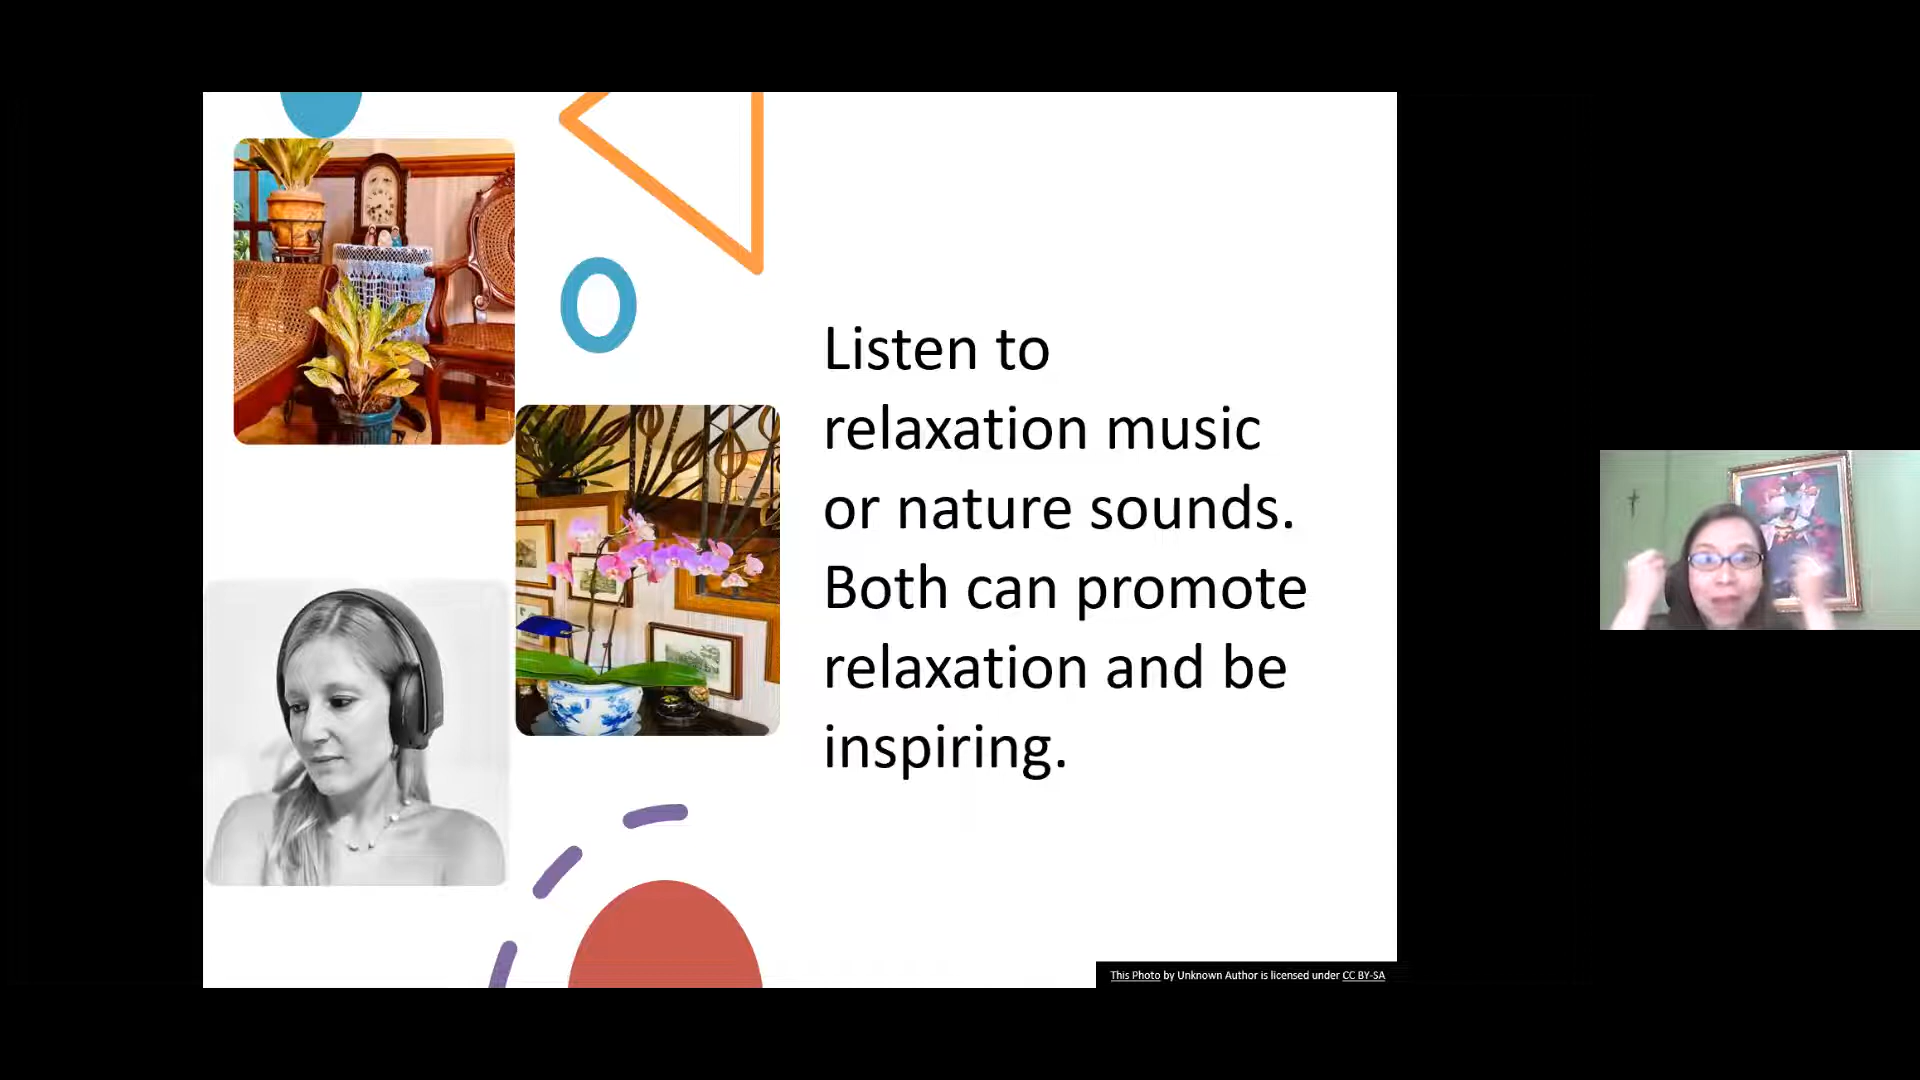 Listen to
relaxation music
or nature sounds.
Both can promote
relaxation and be
inspiring.
This Photo by Unknown Author is licensed under CC BY-SA